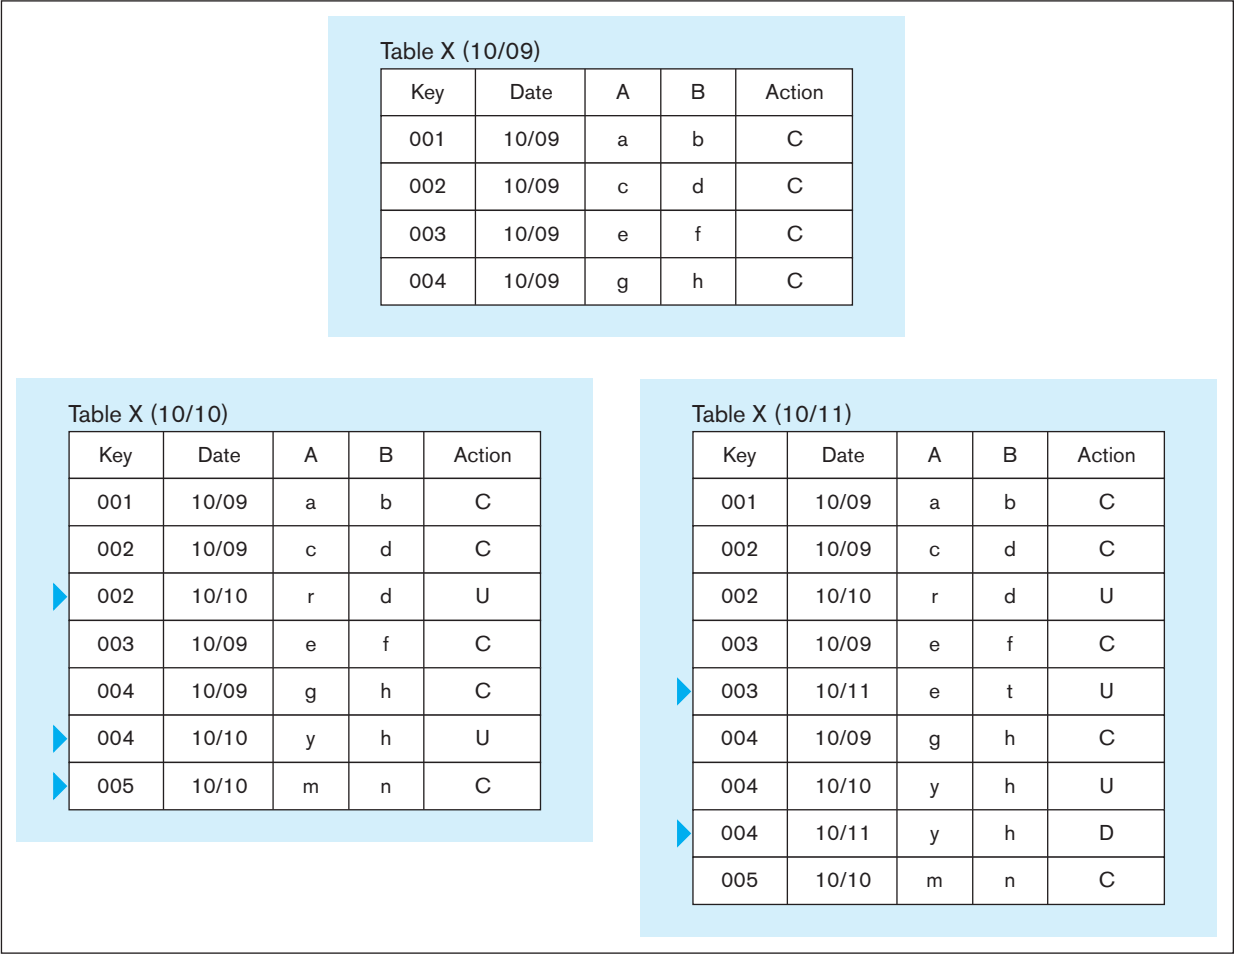 Table X (10/09)
Key Date A B Action
001 10/09 a b C
002 10/09 c d C
003 10/09 e f C
004 10/09 g h C
Table X (10/10)
Key Date A B Action
001 10/09 a b C
002 10/09 c d C
002 10/10 r d U
003 10/09 e f C
004 10/09 g h C
004 10/10 y h U
005 10/10 m n C
Table X (10/11)
Key Date A B Action
001 10/09 a b C
002 10/09 c d C
002 10/10 r d U
003 10/09 e f C
003 10/11 e t U
004 10/09 g h C
004 10/10 y h U
004 10/11 y h D
005 10/10 m n C